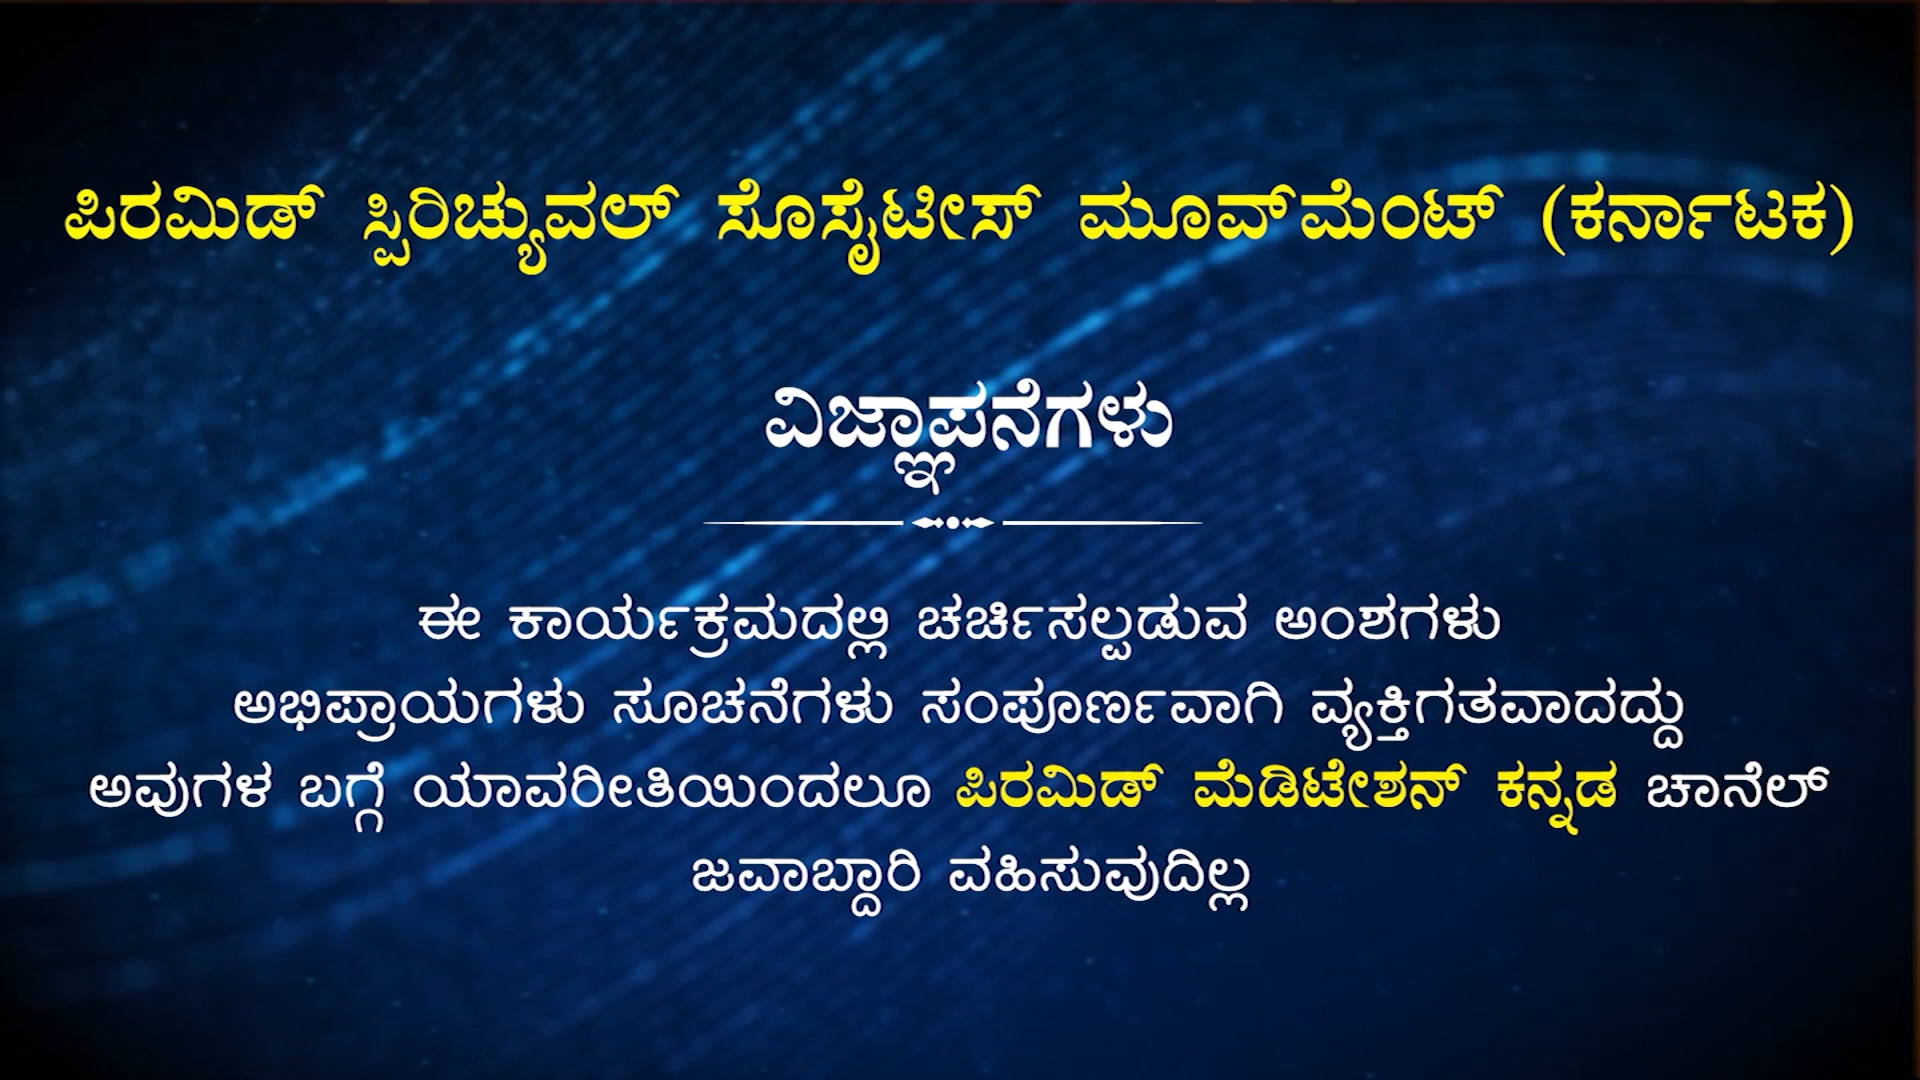 ಪಿರಮಿಡ್ ಸ್ಪಿರಿಚ್ಯುವಲ್ ಸೊಸೈಟೀಸ್ ಮೂವ್‌ಮೆಂಟ್ (ಕರ್ನಾಟಕ)
ವಿಜ್ಞಾಪನೆಗಳು
ಈ ಕಾರ್ಯಕ್ರಮದಲ್ಲಿ ಚರ್ಚಿಸಲ್ಪಡುವ ಅಂಶಗಳು
ಅಭಿಪ್ರಾಯಗಳು ಸೂಚನೆಗಳು ಸಂಪೂರ್ಣವಾಗಿ ವ್ಯಕ್ತಿಗತವಾದದ್ದು
ಅವುಗಳ ಬಗ್ಗೆ ಯಾವರೀತಿಯಿಂದಲೂ ಪಿರಮಿಡ್ ಮೆಡಿಟೇಶನ್ ಕನ್ನಡ ಚಾನೆಲ್
ಜವಾಬ್ದಾರಿ ವಹಿಸುವುದಿಲ್ಲ